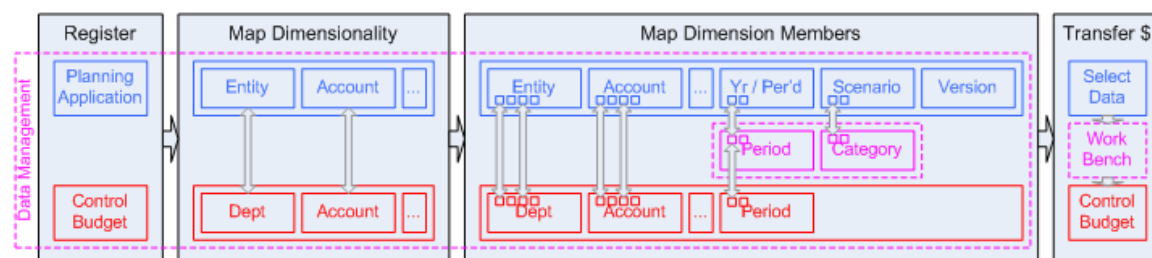 Register
Map Dimensionality
Map Dimension Members
Transfer $
Data Management
Planning
Application
Entity
Account
...
Entity
Account
...
Yr / Per'd
Scenario
Version
Select
Data
Period
Category
Work
Bench
Control
Budget
Dept
Account
...
Dept
Account
...
Period
Control
Budget